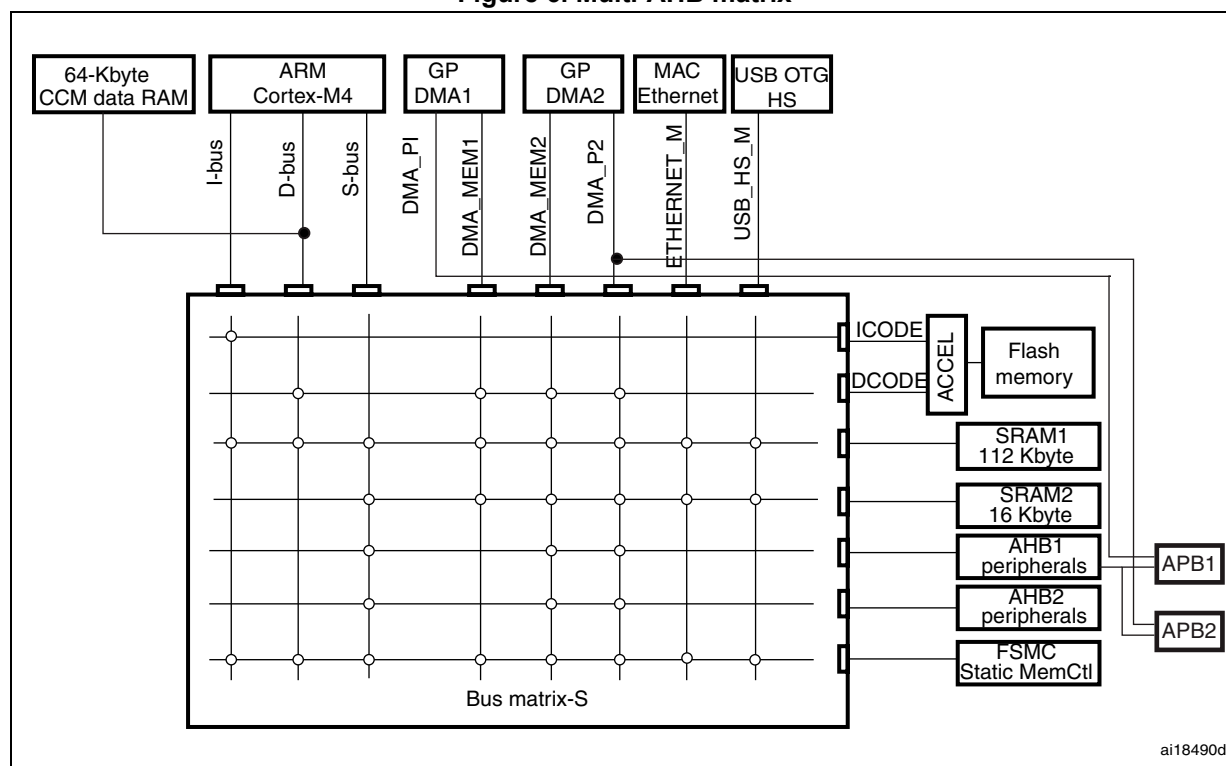 Figure 6. Multi-AHB matrix
64-Kbyte
CCM data RAM
ARM
Cortex-M4
GP
DMA1
GP
DMA2
MAC
Ethernet
USB OTG
HS
I-bus
D-bus
S-bus
DMA_PI
DMA_MEM1
DMA_MEM2
DMA_P2
ETHERNET_M
USB_HS_M
ICODE
DCODE
ACCEL
Flash
memory
SRAM1
112 Kbyte
SRAM2
16 Kbyte
AHB1
peripherals
AHB2
peripherals
FSMC
Static MemCtl
APB1
APB2
Bus matrix-S
ai18490d